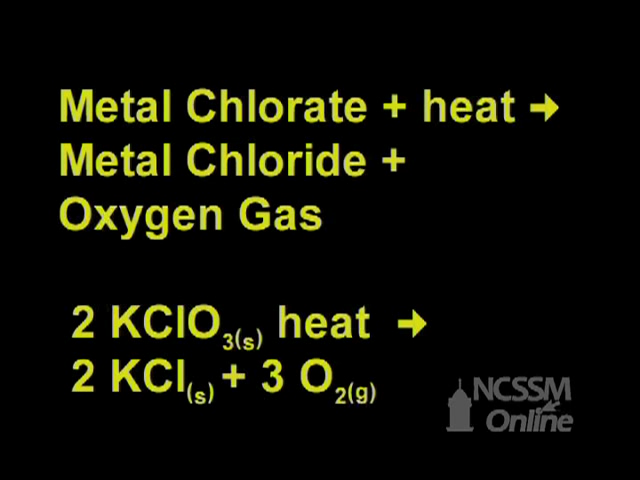 Metal Chlorate + heat →
Metal Chloride +
Oxygen Gas
2 KClO₃₍s₎ heat →
2 KCl₍s₎ + 3 O₂₍g₎
NCSSM
Online